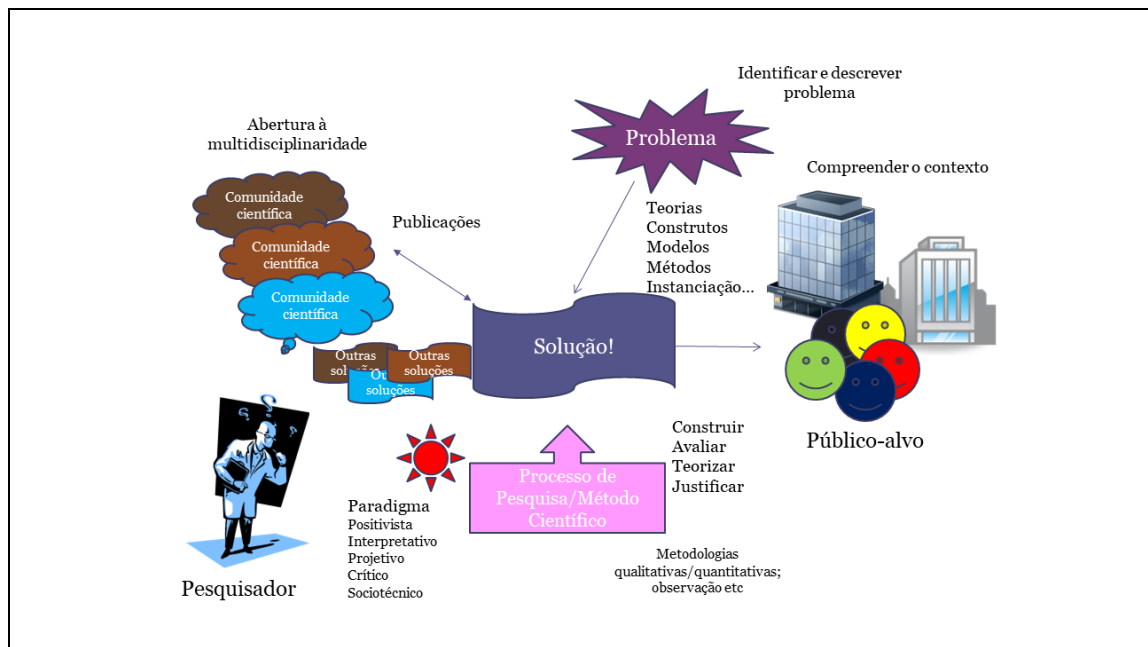 Identificar e descrever
problema
Problema
Abertura à
multidisciplinaridade
Compreender o contexto
Comunidade
científica
Comunidade
científica
Comunidade
científica
Publicações
Teorias
Construtos
Modelos
Métodos
Instanciação...
Solução!
Outras
soluções
Outras
soluções
soluções
Público-alvo
Construir
Avaliar
Teorizar
Justificar
Processo de
Pesquisa/Método
Científico
Paradigma
Positivista
Interpretativo
Projetivo
Crítico
Sociotécnico
Pesquisador
Metodologias
qualitativas/quantitativas;
observação etc